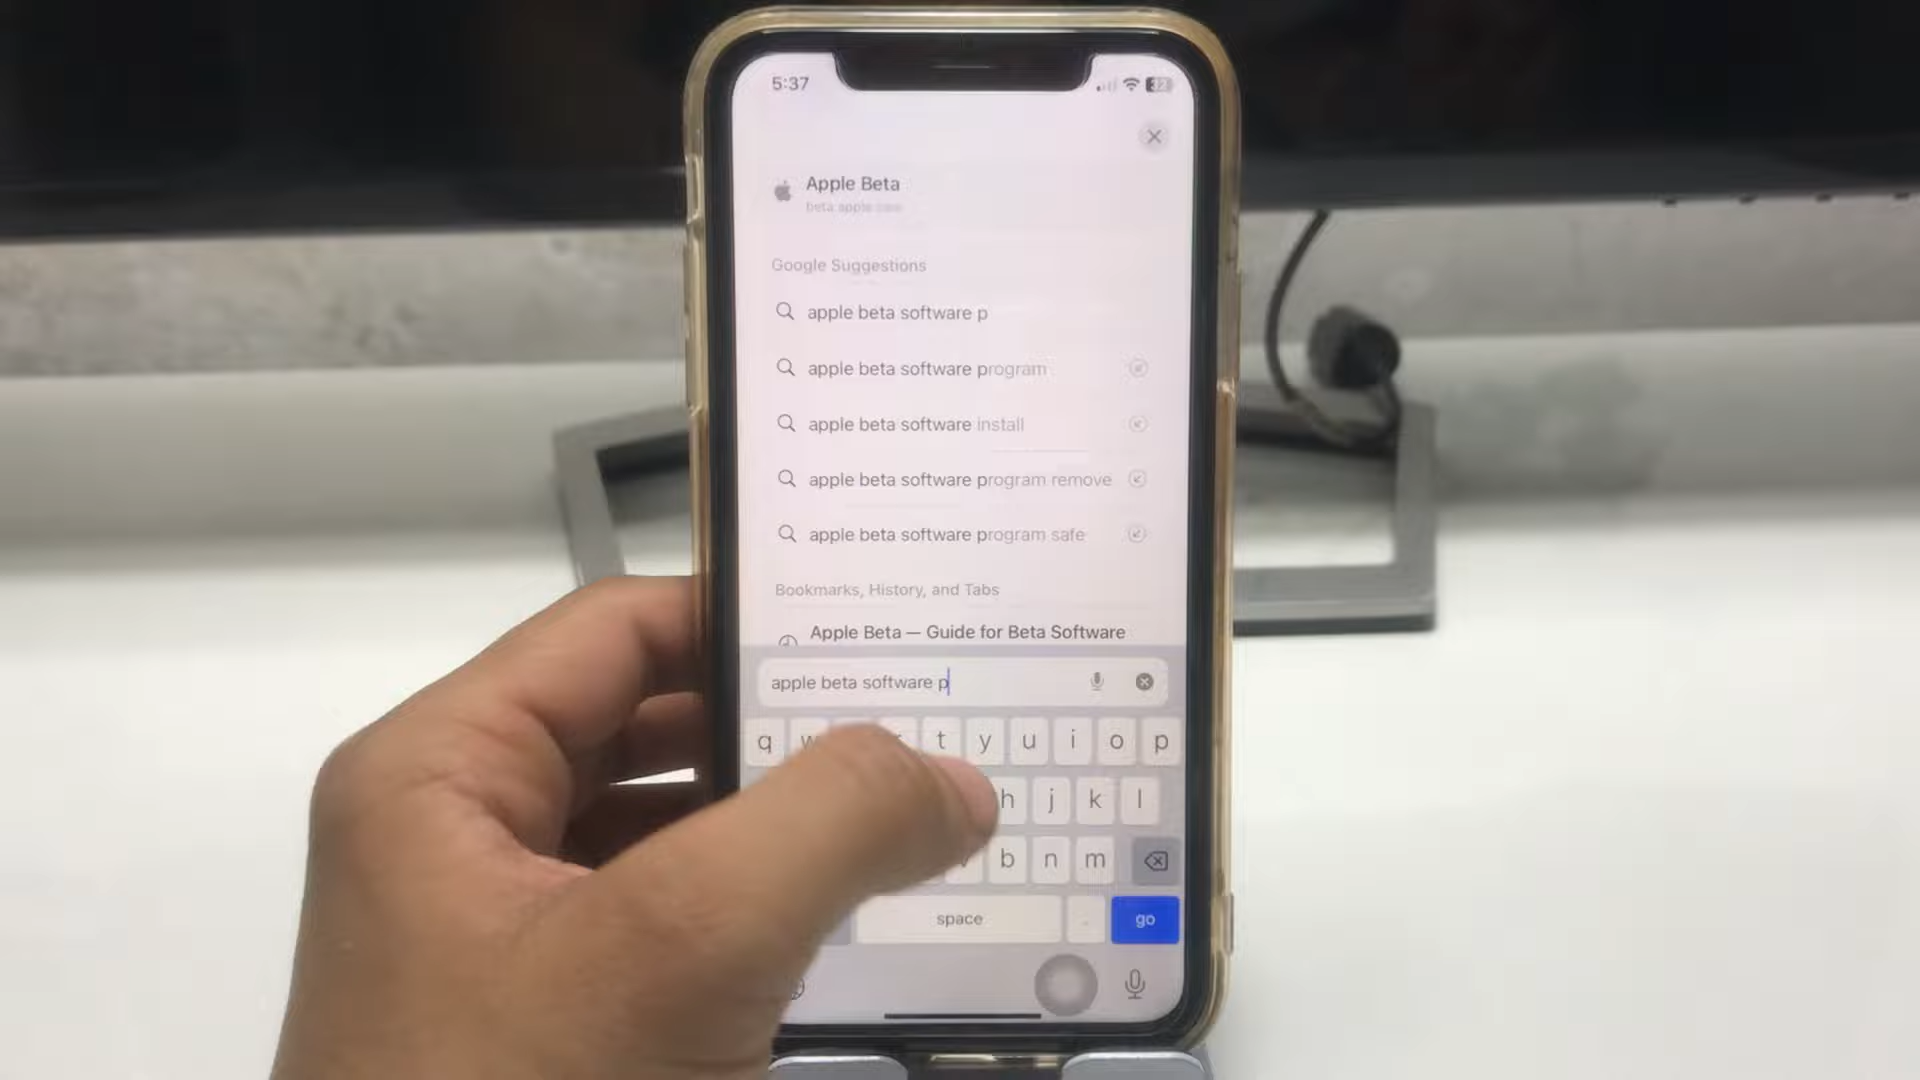 5:37
32
Apple Beta
beta.apple.com
Google Suggestions
apple beta software p
apple beta software program
apple beta software install
apple beta software program remove
apple beta software program safe
Bookmarks, History, and Tabs
Apple Beta — Guide for Beta Software
apple beta software p
q w t y u i o p
h j k l
v b n m
space . go